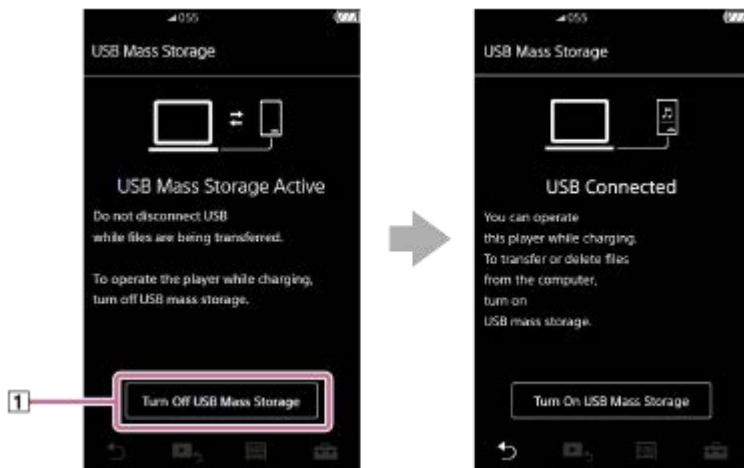 055
USB Mass Storage
USB Mass Storage Active
Do not disconnect USB
while files are being transferred.
To operate the player while charging,
turn off USB mass storage.
1
Turn Off USB Mass Storage
055
USB Mass Storage
USB Connected
You can operate
this player while charging.
To transfer or delete files
from the computer,
turn on
USB mass storage.
Turn On USB Mass Storage